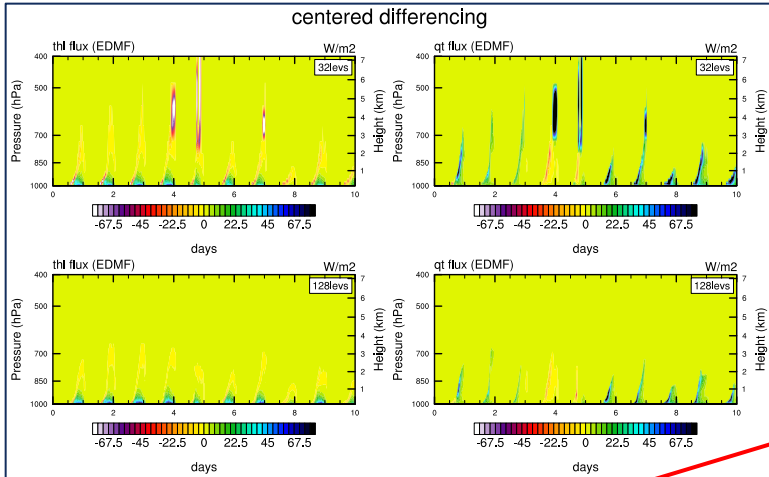 centered differencing
thl flux (EDMF) W/m2
32levs
Pressure (hPa)
400
500
700
850
1000
Height (km)
7
6
5
4
3
2
1
0 2 4 6 8 10
-67.5 -45 -22.5 0 22.5 45 67.5
days
qt flux (EDMF) W/m2
32levs
Pressure (hPa)
400
500
700
850
1000
Height (km)
7
6
5
4
3
2
1
0 2 4 6 8 10
-67.5 -45 -22.5 0 22.5 45 67.5
days
thl flux (EDMF) W/m2
128levs
Pressure (hPa)
400
500
700
850
1000
Height (km)
7
6
5
4
3
2
1
0 2 4 6 8 10
-67.5 -45 -22.5 0 22.5 45 67.5
days
qt flux (EDMF) W/m2
128levs
Pressure (hPa)
400
500
700
850
1000
Height (km)
7
6
5
4
3
2
1
0 2 4 6 8 10
-67.5 -45 -22.5 0 22.5 45 67.5
days